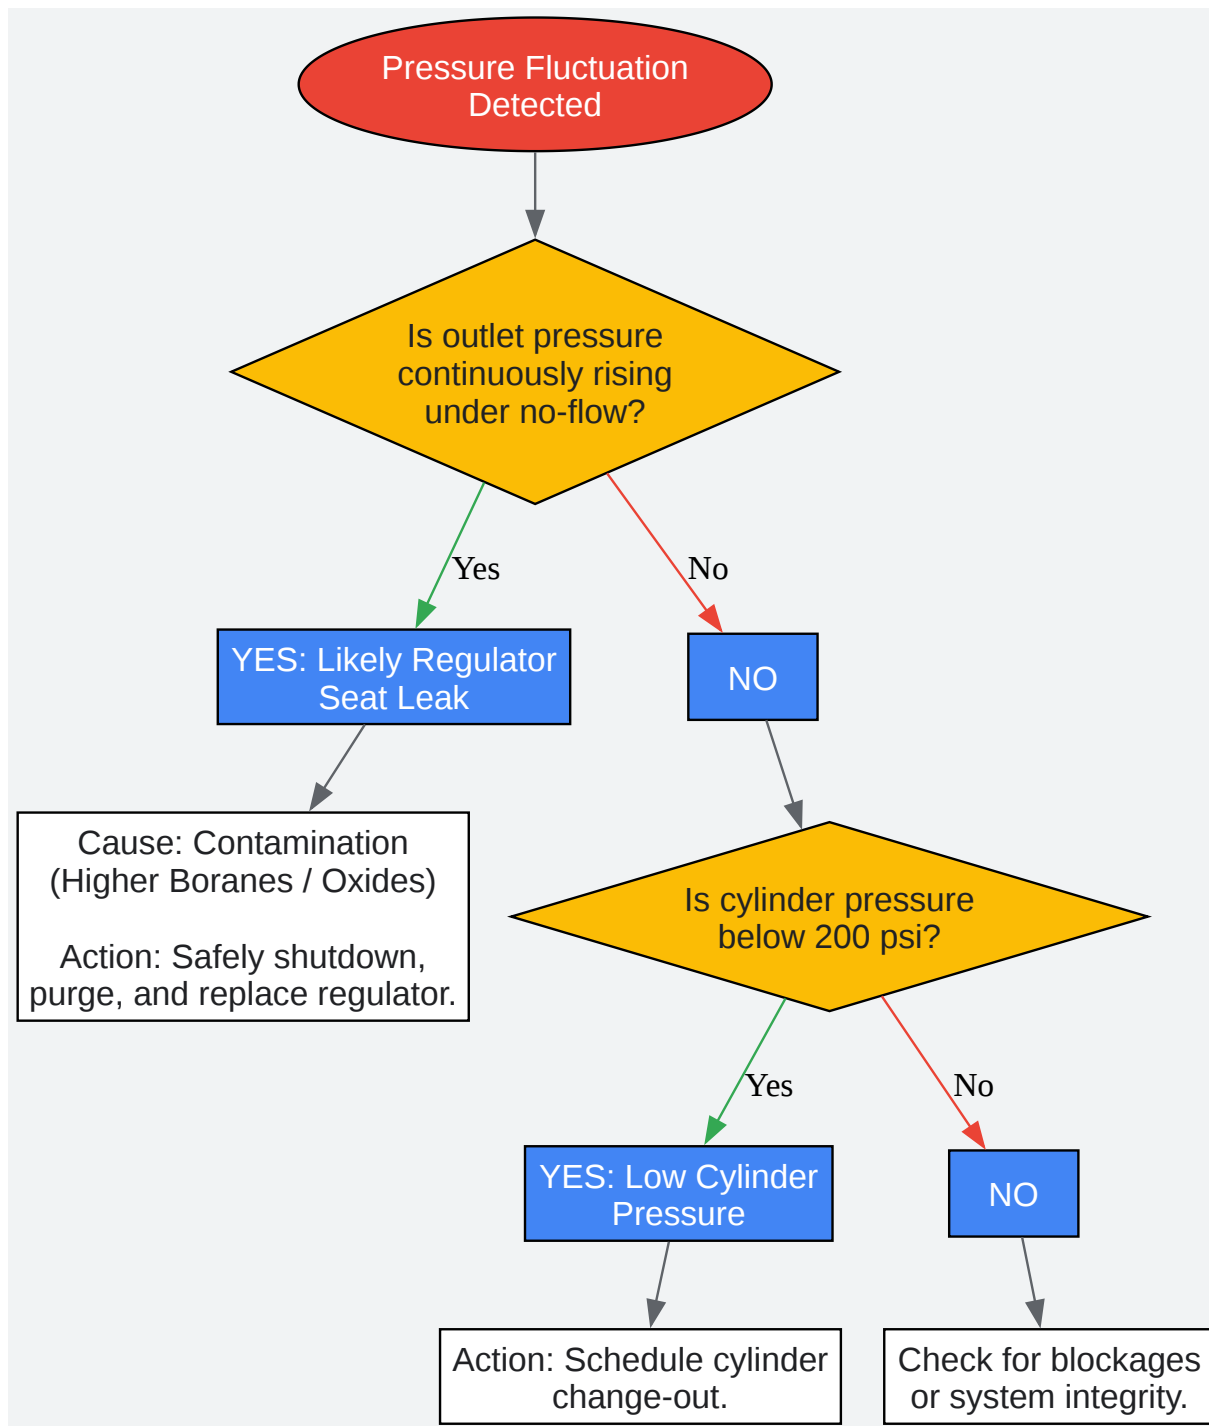 Pressure Fluctuation
Detected
Is outlet pressure
continuously rising
under no-flow?
Yes
No
YES: Likely Regulator
Seat Leak
NO
Cause: Contamination
(Higher Boranes / Oxides)
Action: Safely shutdown,
purge, and replace regulator.
Is cylinder pressure
below 200 psi?
Yes
No
YES: Low Cylinder
Pressure
NO
Action: Schedule cylinder
change-out.
Check for blockages
or system integrity.